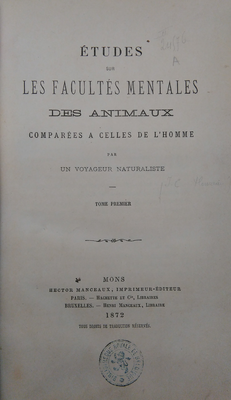 ÉTUDES
SUR
LES FACULTÉS MENTALES
DES ANIMAUX
COMPARÉES A CELLES DE L'HOMME
PAR
UN VOYAGEUR NATURALISTE
TOME PREMIER
MONS
HECTOR MANCEAUX, IMPRIMEUR-ÉDITEUR
PARIS. — HACHETTE ET Cie, LIBRAIRES
BRUXELLES. — HENRI MANCEAUX, LIBRAIRE
1872
TOUS DROITS DE TRADUCTION RÉSERVÉS.